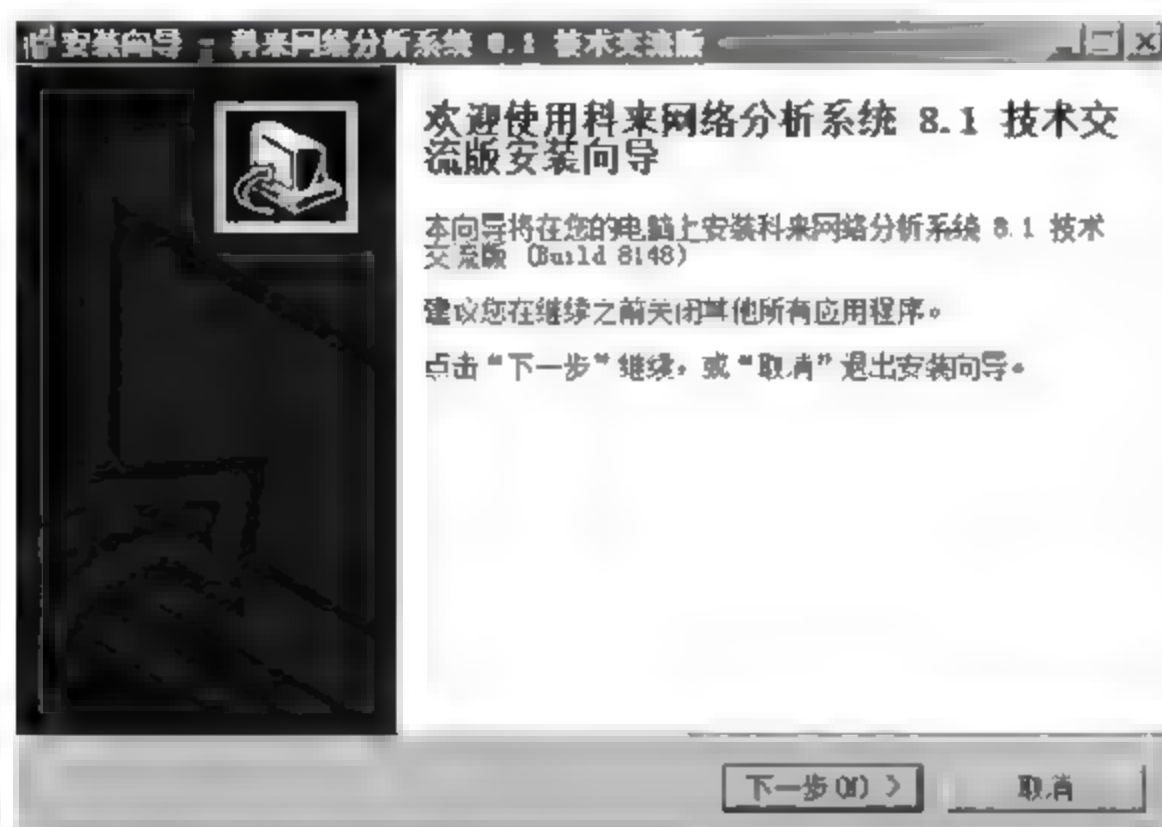 安装向导 - 科来网络分析系统 8.1 技术交流版
欢迎使用科来网络分析系统 8.1 技术交
流版安装向导
本向导将在您的电脑上安装科来网络分析系统 8.1 技术
交流版 (Build 8148)
建议您在继续之前关闭其他所有应用程序。
点击“下一步”继续，或“取消”退出安装向导。
下一步(N) >
取消